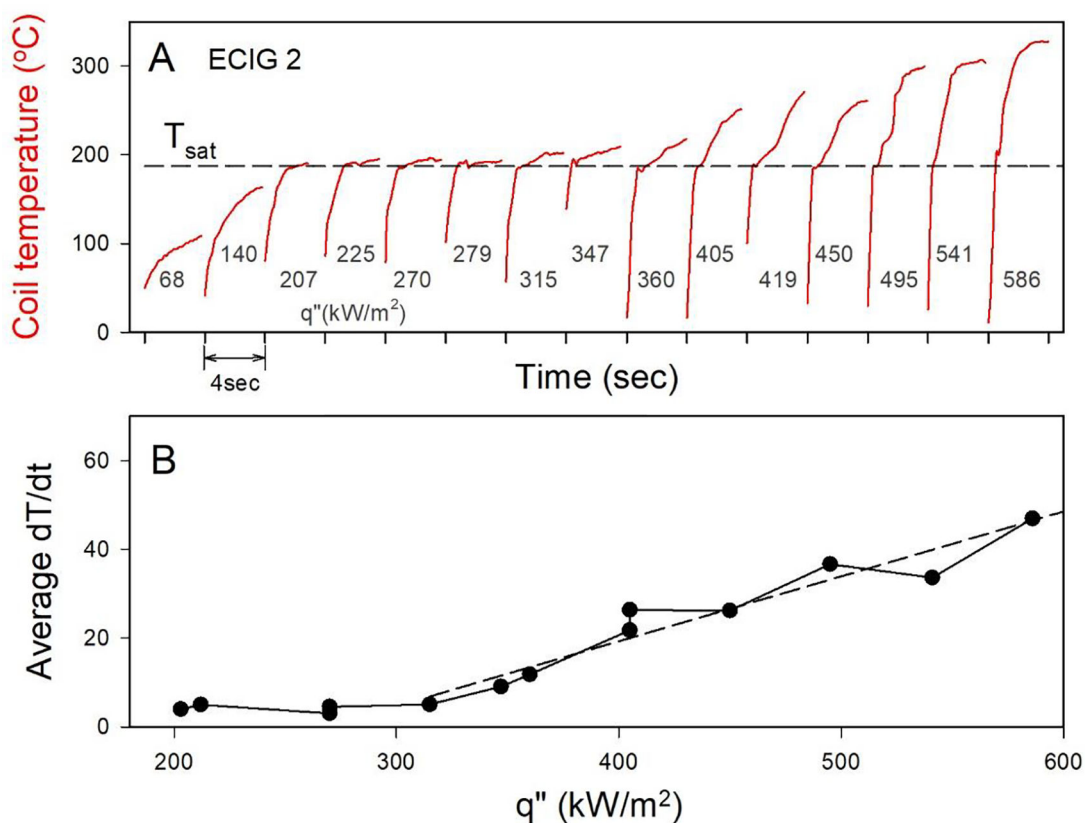 Coil temperature (ºC)
A ECIG 2
300
200
100
0
T_sat
68 140 207 225 270 279 315 347 360 405 419 450 495 541 586
q"(kW/m²)
4sec
Time (sec)
B
Average dT/dt
60
40
20
0
200 300 400 500 600
q" (kW/m²)